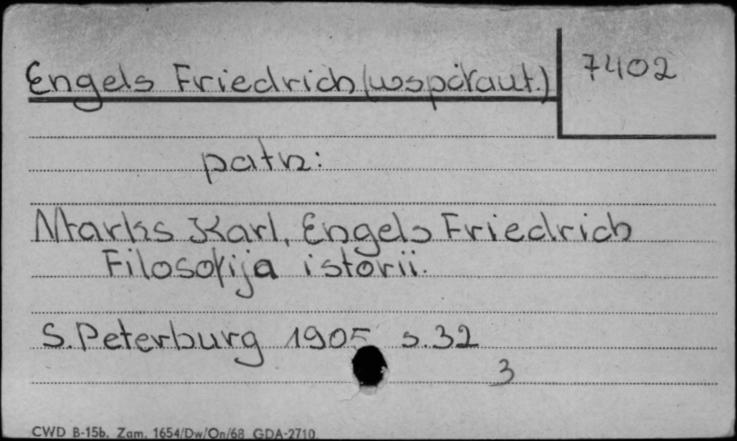 Engels Friedrich (współaut.)
7402
patrz:
Marks Karl, Engels Friedrich
Filosofija istorii.
S. Peterburg 1905 s. 32
3
CWD B-15b. Zam. 1654/Dw/On/68 GDA-2710